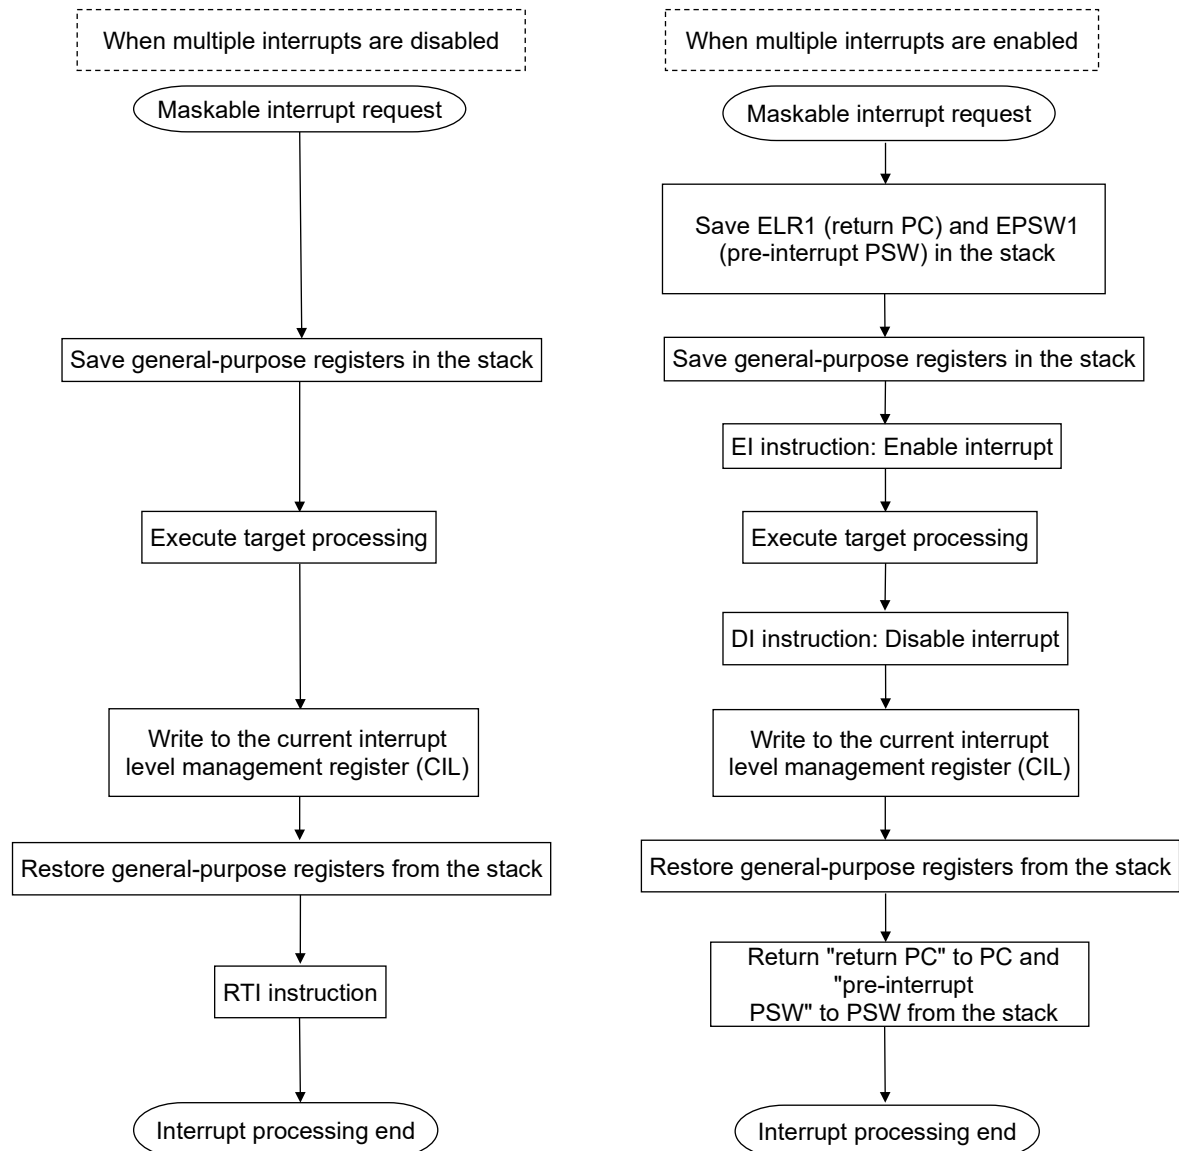 When multiple interrupts are disabled
Maskable interrupt request
Save general-purpose registers in the stack
Execute target processing
Write to the current interrupt
level management register (CIL)
Restore general-purpose registers from the stack
RTI instruction
Interrupt processing end
When multiple interrupts are enabled
Maskable interrupt request
Save ELR1 (return PC) and EPSW1
(pre-interrupt PSW) in the stack
Save general-purpose registers in the stack
EI instruction: Enable interrupt
Execute target processing
DI instruction: Disable interrupt
Write to the current interrupt
level management register (CIL)
Restore general-purpose registers from the stack
Return "return PC" to PC and
"pre-interrupt
PSW" to PSW from the stack
Interrupt processing end